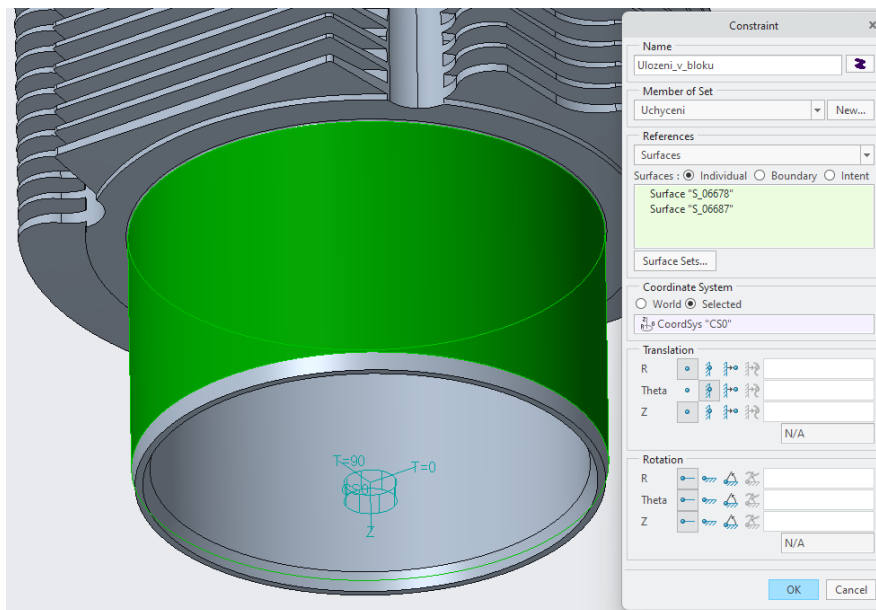 Constraint
Name
Ulozeni_v_bloku
Member of Set
Uchyceni
New...
References
Surfaces
Surfaces : Individual Boundary Intent
Surface "S_06678"
Surface "S_06687"
Surface Sets...
Coordinate System
World Selected
CoordSys "CS0"
Translation
R
Theta
Z
N/A
Rotation
R
Theta
Z
N/A
OK Cancel
T=90
T=0
CS0
Z